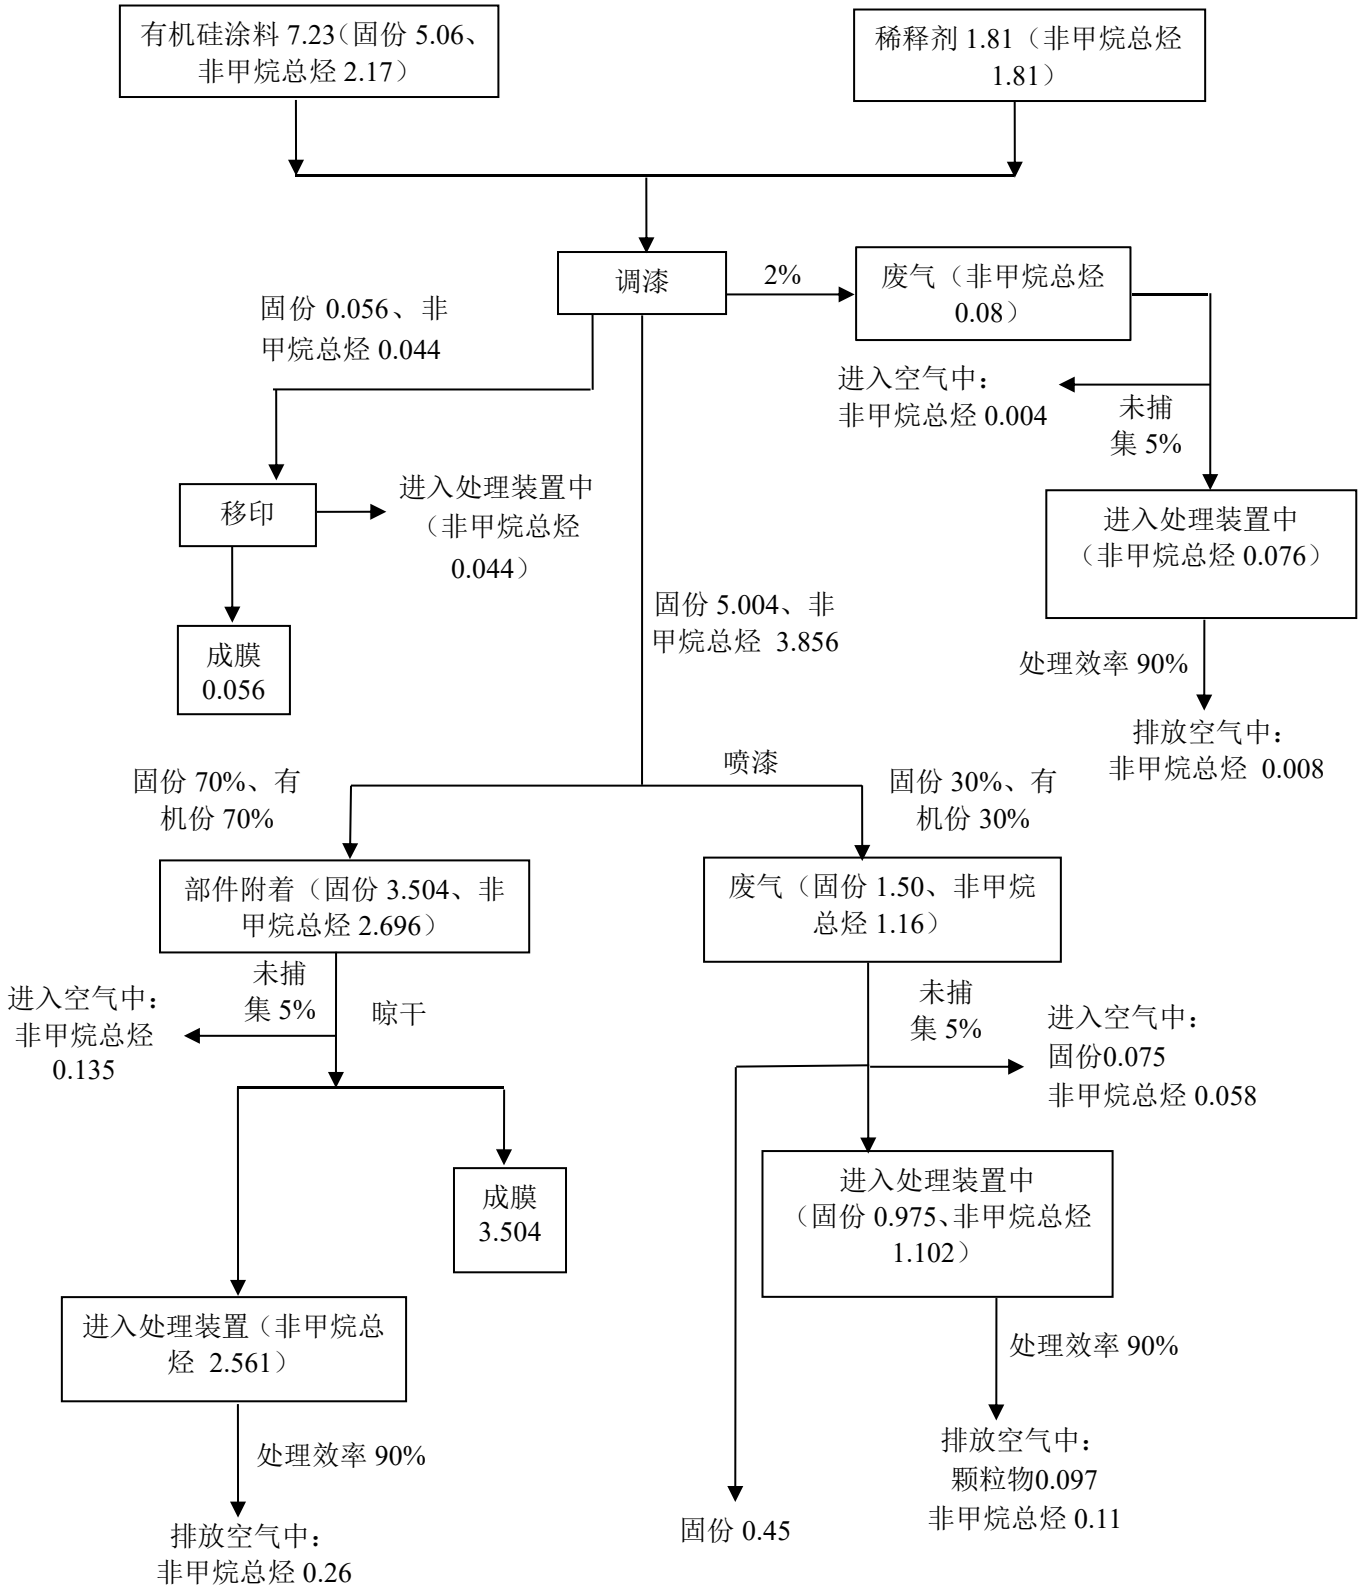 有机硅涂料 7.23（固份 5.06、
非甲烷总烃 2.17）
稀释剂 1.81（非甲烷总烃
1.81）
调漆
2%
废气（非甲烷总烃
0.08）
固份 0.056、非
甲烷总烃 0.044
进入空气中：
非甲烷总烃 0.004
未捕
集 5%
移印
进入处理装置中
（非甲烷总烃
0.044）
进入处理装置中
（非甲烷总烃 0.076）
成膜
0.056
固份 5.004、非
甲烷总烃 3.856
处理效率 90%
排放空气中：
非甲烷总烃 0.008
喷漆
固份 70%、有
机份 70%
固份 30%、有
机份 30%
部件附着（固份 3.504、非
甲烷总烃 2.696）
废气（固份 1.50、非甲烷
总烃 1.16）
未捕
集 5%
晾干
进入空气中：
非甲烷总烃
0.135
未捕
集 5%
进入空气中：
固份0.075
非甲烷总烃 0.058
成膜
3.504
进入处理装置中
（固份 0.975、非甲烷总烃
1.102）
进入处理装置（非甲烷总
烃 2.561）
处理效率 90%
处理效率 90%
排放空气中：
颗粒物0.097
非甲烷总烃 0.11
固份 0.45
排放空气中：
非甲烷总烃 0.26